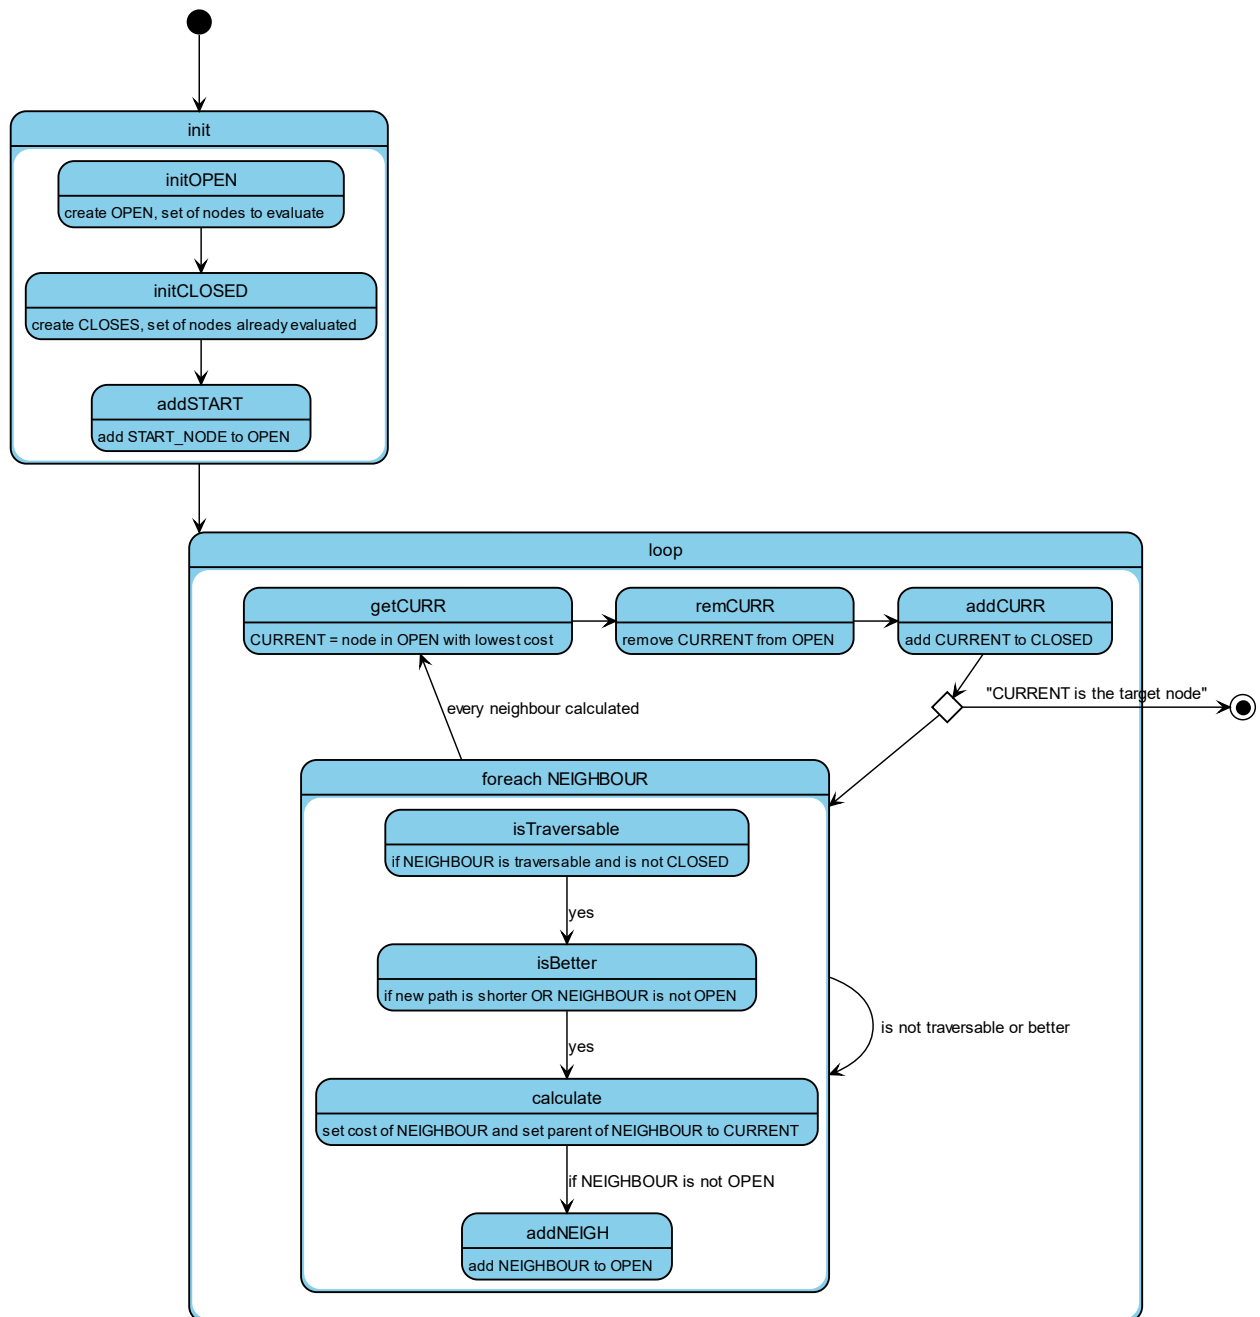 init
initOPEN
create OPEN, set of nodes to evaluate
initCLOSED
create CLOSES, set of nodes already evaluated
addSTART
add START_NODE to OPEN
loop
getCURR
CURRENT = node in OPEN with lowest cost
remCURR
remove CURRENT from OPEN
addCURR
add CURRENT to CLOSED
"CURRENT is the target node"
every neighbour calculated
foreach NEIGHBOUR
isTraversable
if NEIGHBOUR is traversable and is not CLOSED
yes
isBetter
if new path is shorter OR NEIGHBOUR is not OPEN
is not traversable or better
yes
calculate
set cost of NEIGHBOUR and set parent of NEIGHBOUR to CURRENT
if NEIGHBOUR is not OPEN
addNEIGH
add NEIGHBOUR to OPEN